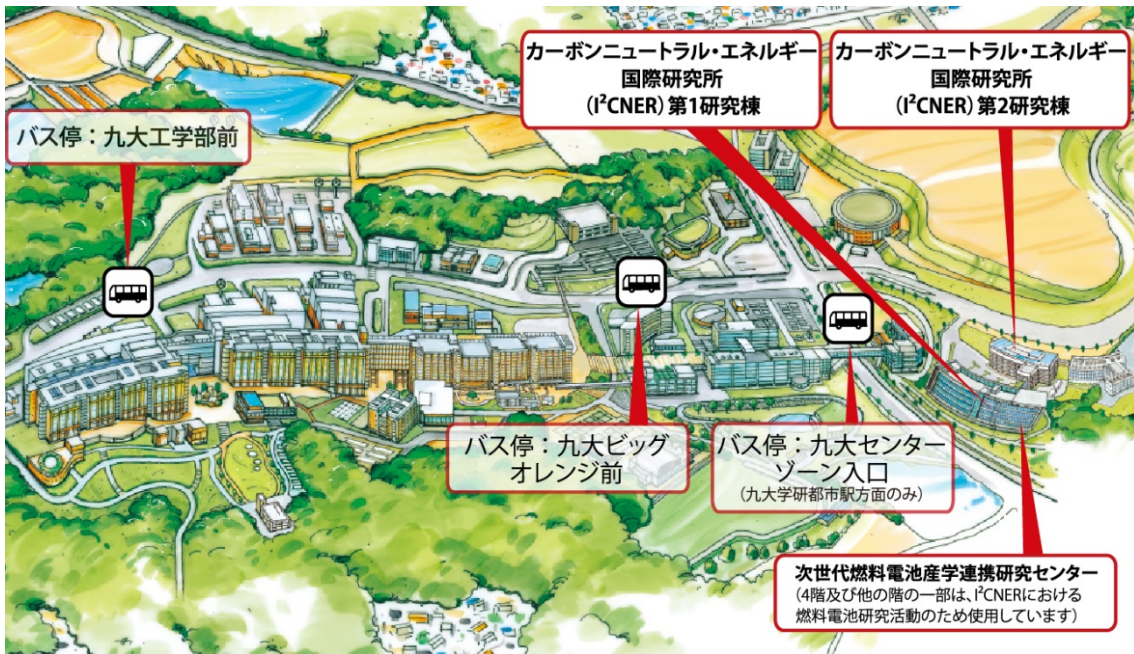 カーボンニュートラル・エネルギー
国際研究所
(I²CNER) 第1研究棟
カーボンニュートラル・エネルギー
国際研究所
(I²CNER) 第2研究棟
バス停：九大工学部前
バス停：九大ビッグ
オレンジ前
バス停：九大センター
ゾーン入口
（九大学研都市駅方面のみ）
次世代燃料電池産学連携研究センター
（4階及び他の階の一部は、I²CNERにおける
燃料電池研究活動のため使用しています）